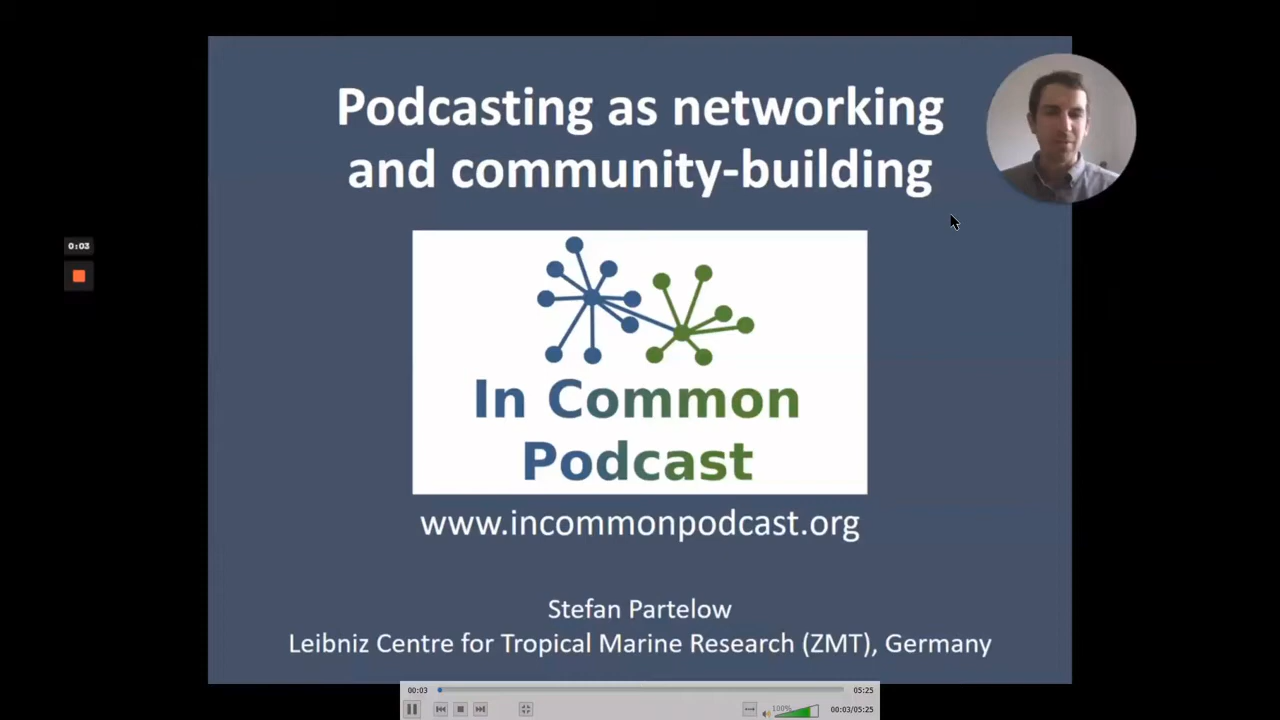 Podcasting as networking
and community-building
0:03
In Common
Podcast
www.incommonpodcast.org
Stefan Partelow
Leibniz Centre for Tropical Marine Research (ZMT), Germany
00:03
05:25
100%
00:03/05:25